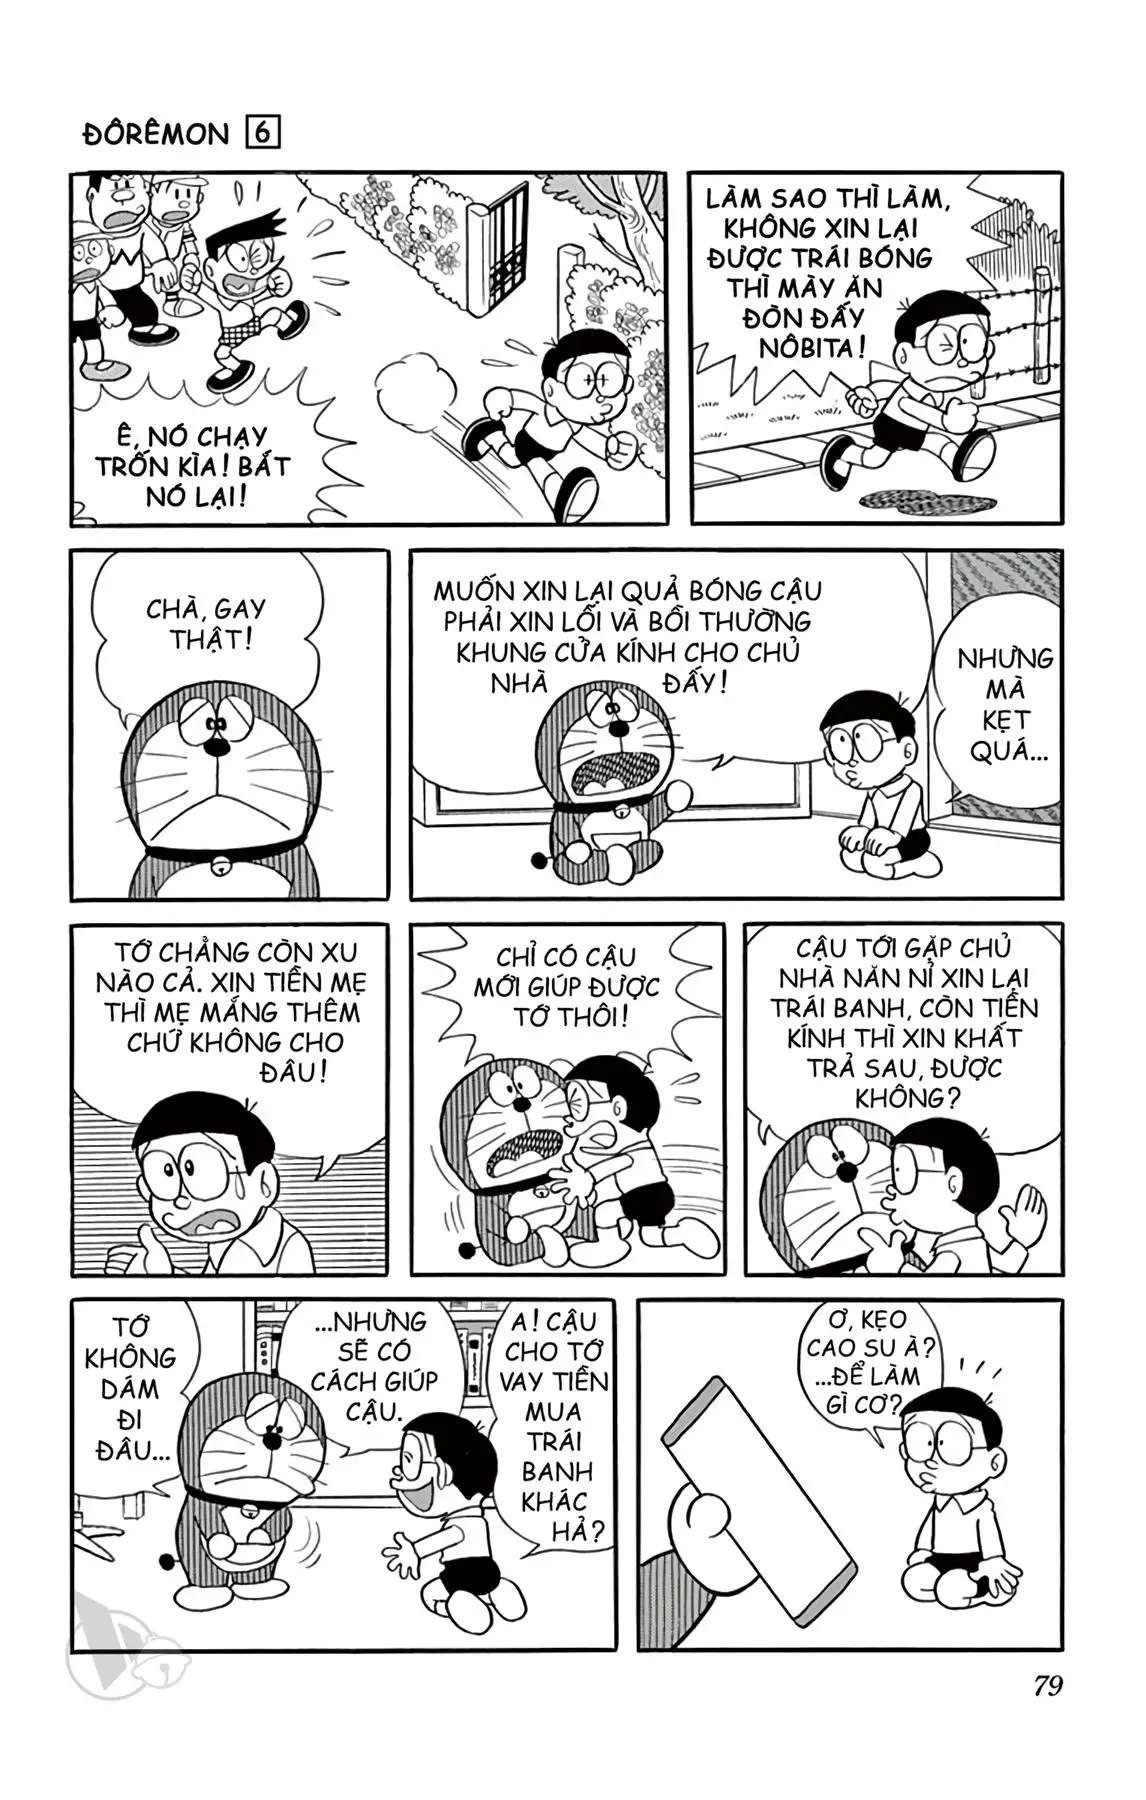 ĐÔRÊMON 6
Ê, NÓ CHẠY
TRỐN KÌA! BẮT
NÓ LẠI!
LÀM SAO THÌ LÀM,
KHÔNG XIN LẠI
ĐƯỢC TRÁI BÓNG
THÌ MÀY ĂN
ĐÒN ĐẤY
NÔBITA!
CHÀ, GAY
THẬT!
MUỐN XIN LẠI QUẢ BÓNG CẬU
PHẢI XIN LỖI VÀ BỒI THƯỜNG
KHUNG CỬA KÍNH CHO CHỦ
NHÀ ĐẤY!
NHƯNG
MÀ
KẸT
QUÁ...
TỚ CHẲNG CÒN XU
NÀO CẢ. XIN TIỀN MẸ
THÌ MẸ MẮNG THÊM
CHỨ KHÔNG CHO
ĐÂU!
CHỈ CÓ CẬU
MỚI GIÚP ĐƯỢC
TỚ THÔI!
CẬU TỚI GẶP CHỦ
NHÀ NĂN NỈ XIN LẠI
TRÁI BANH, CÒN TIỀN
KÍNH THÌ XIN KHẤT
TRẢ SAU, ĐƯỢC
KHÔNG?
TỚ
KHÔNG
DÁM
ĐI
ĐÂU...
...NHƯNG
SẼ CÓ
CÁCH GIÚP
CẬU.
A! CẬU
CHO TỚ
VAY TIỀN
MUA
TRÁI
BANH
KHÁC
HẢ?
Ơ, KẸO
CAO SU À?
...ĐỂ LÀM
GÌ CƠ?
79